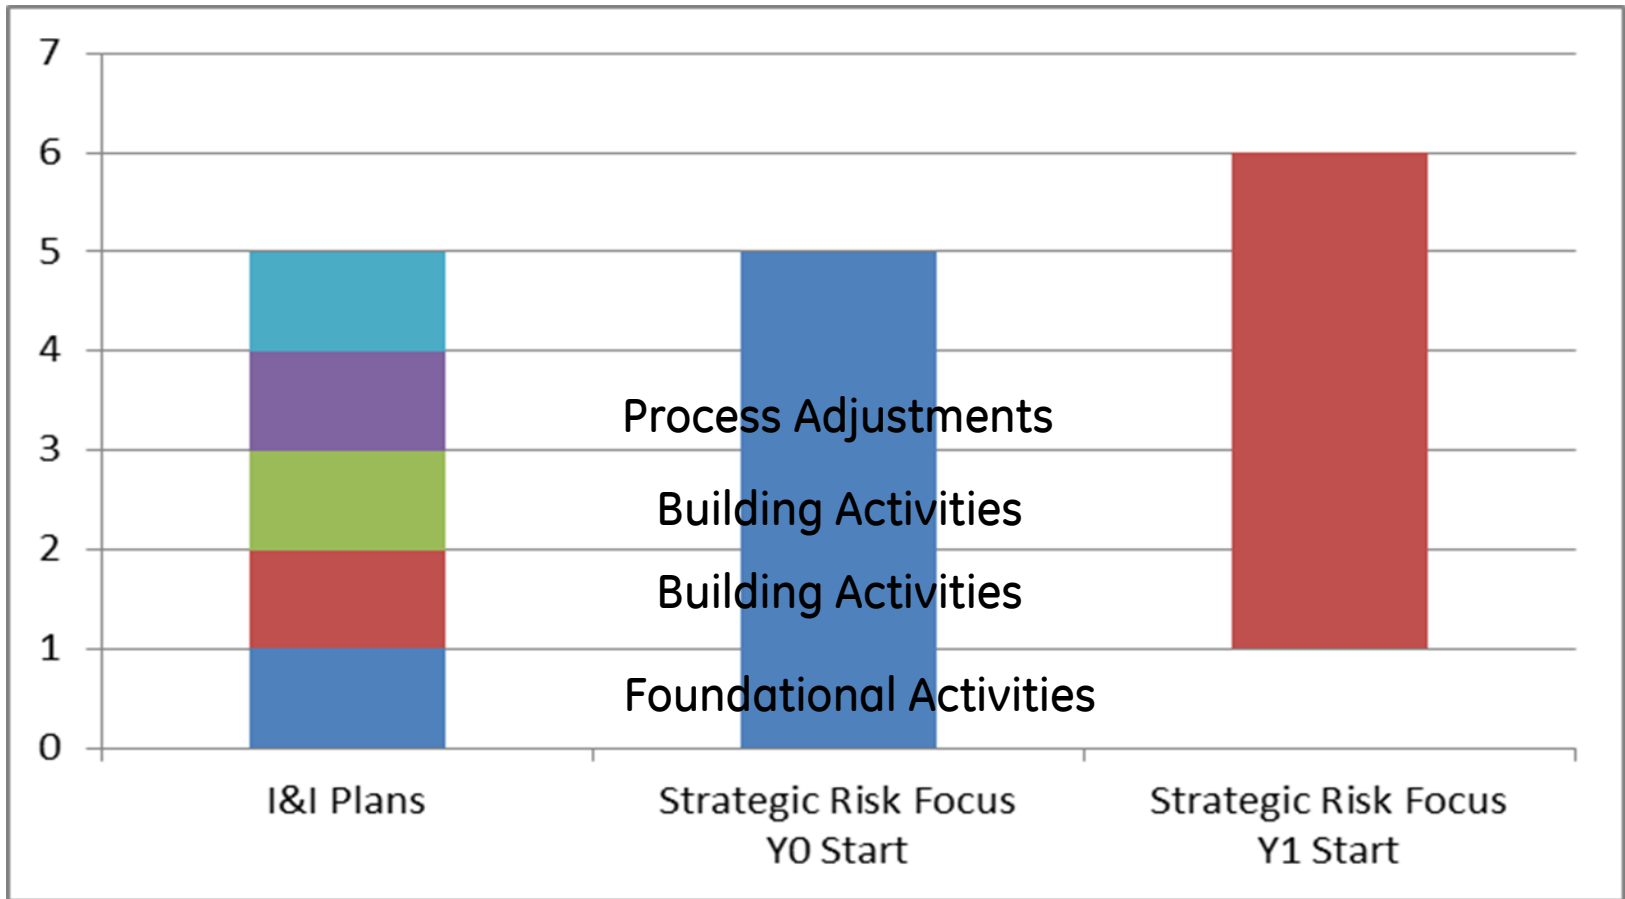 7
6
5
4
3
2
1
0
Process Adjustments
Building Activities
Building Activities
Foundational Activities
I&I Plans
Strategic Risk Focus
Y0 Start
Strategic Risk Focus
Y1 Start